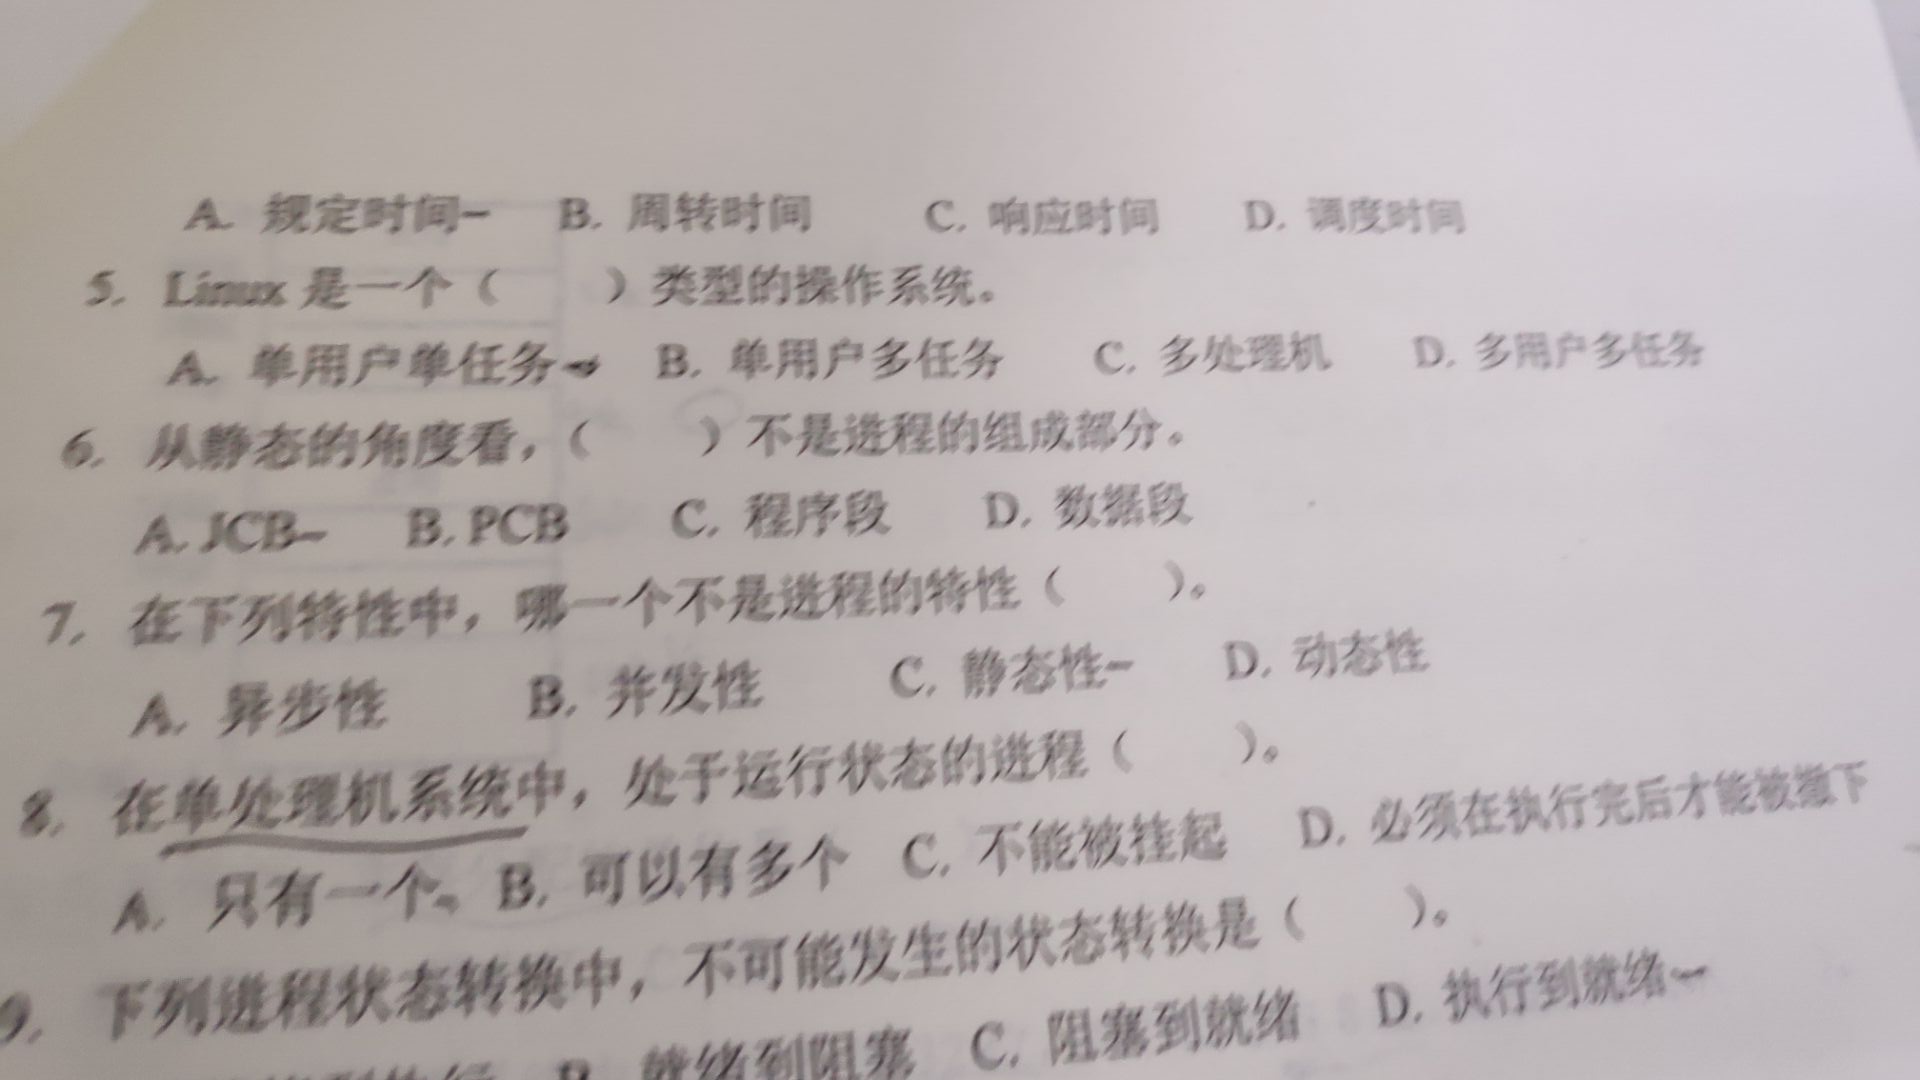 A. 规定时间 B. 周转时间 C. 响应时间 D. 调度时间
5. Linux 是一个（ ）类型的操作系统。
A. 单用户单任务 B. 单用户多任务 C. 多处理机 D. 多用户多任务
6. 从静态的角度看，（ ）不是进程的组成部分。
A. JCB B. PCB C. 程序段 D. 数据段
7. 在下列特性中，哪一个不是进程的特性（ ）。
A. 异步性 B. 并发性 C. 静态性 D. 动态性
8. 在单处理机系统中，处于运行状态的进程（ ）。
A. 只有一个 B. 可以有多个 C. 不能被挂起 D. 必须在执行完后才能被撤下
9. 下列进程状态转换中，不可能发生的状态转换是（ ）。
B. 就绪到阻塞 C. 阻塞到就绪 D. 执行到就绪